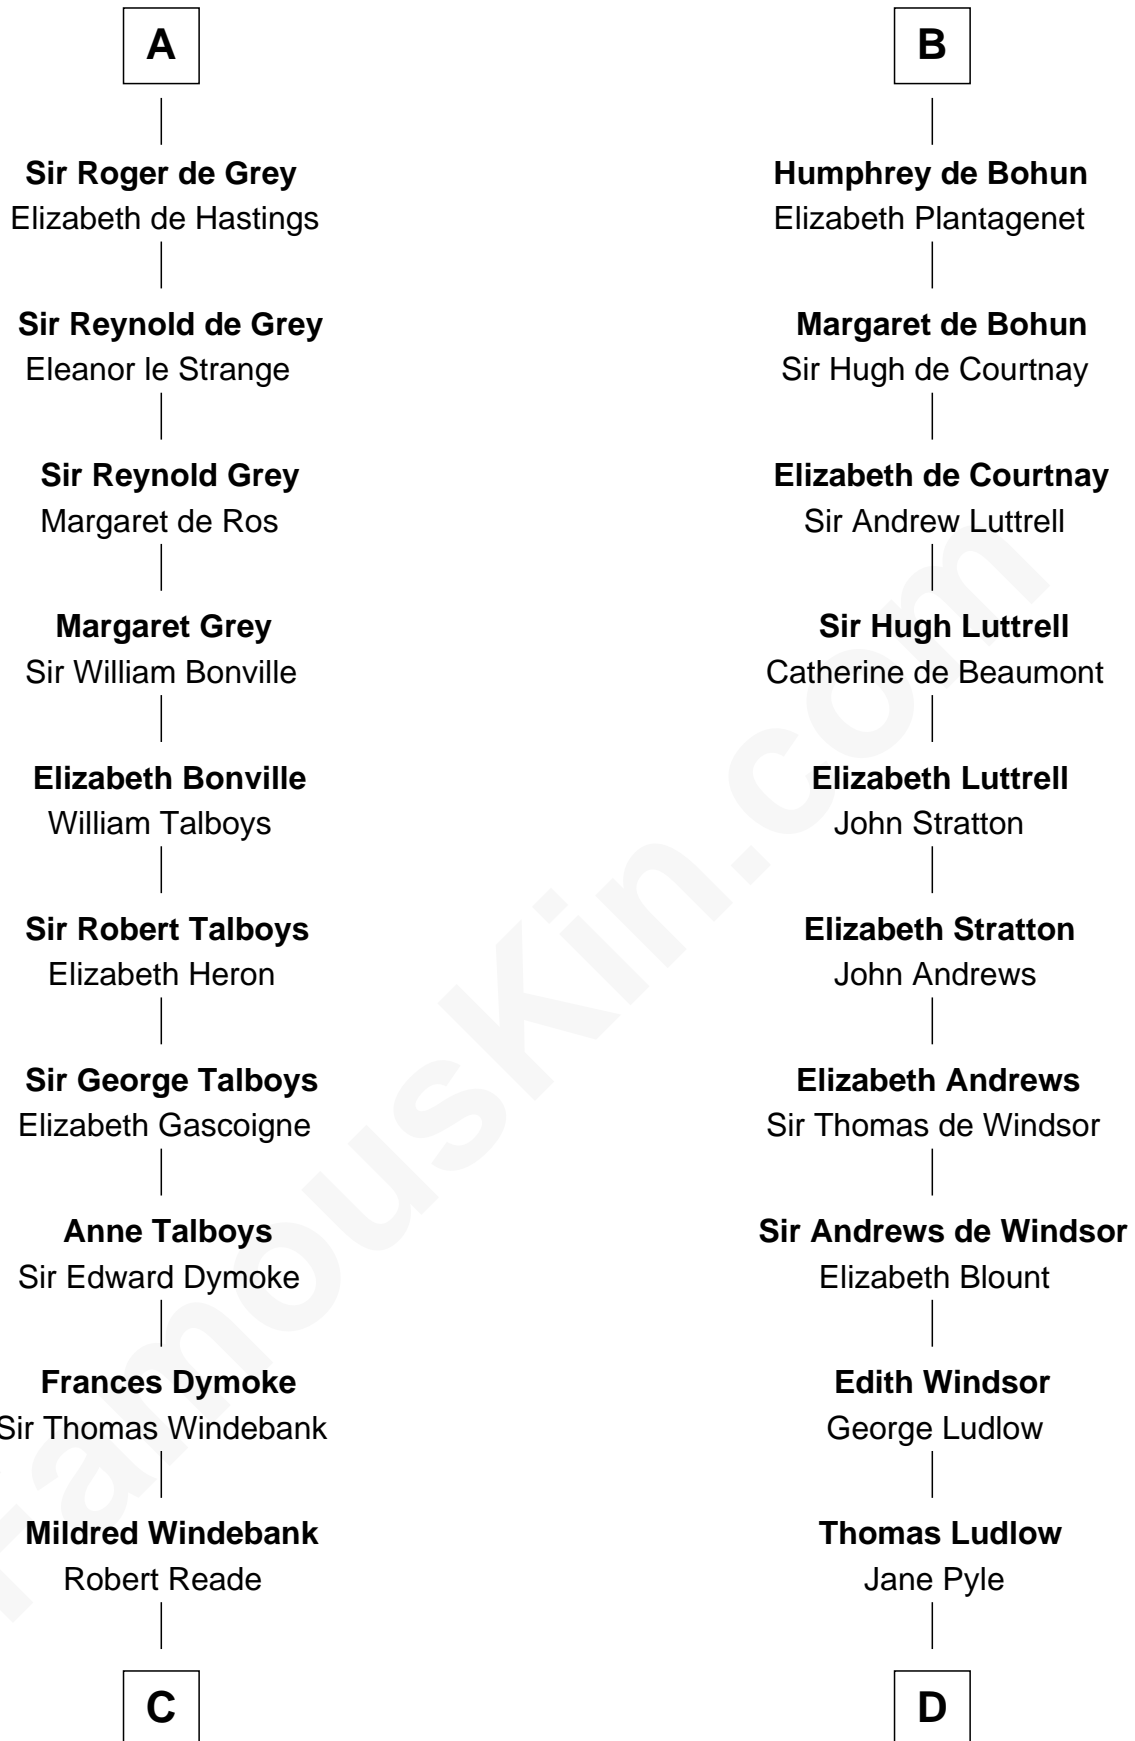 A
Sir Roger de Grey
Elizabeth de Hastings
Sir Reynold de Grey
Eleanor le Strange
Sir Reynold Grey
Margaret de Ros
Margaret Grey
Sir William Bonville
Elizabeth Bonville
William Talboys
Sir Robert Talboys
Elizabeth Heron
Sir George Talboys
Elizabeth Gascoigne
Anne Talboys
Sir Edward Dymoke
Frances Dymoke
Sir Thomas Windebank
Mildred Windebank
Robert Reade
C
B
Humphrey de Bohun
Elizabeth Plantagenet
Margaret de Bohun
Sir Hugh de Courtnay
Elizabeth de Courtnay
Sir Andrew Luttrell
Sir Hugh Luttrell
Catherine de Beaumont
Elizabeth Luttrell
John Stratton
Elizabeth Stratton
John Andrews
Elizabeth Andrews
Sir Thomas de Windsor
Sir Andrews de Windsor
Elizabeth Blount
Edith Windsor
George Ludlow
Thomas Ludlow
Jane Pyle
D
FamousKin.com